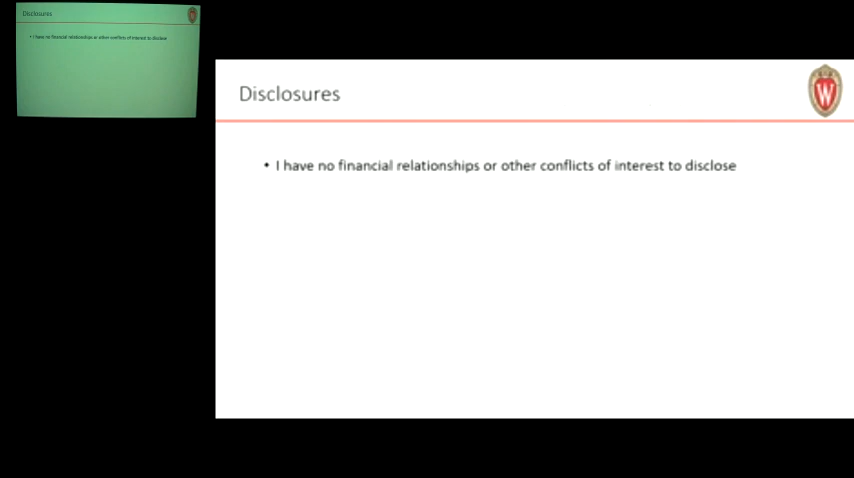 Disclosures
• I have no financial relationships or other conflicts of interest to disclose
Disclosures
W
• I have no financial relationships or other conflicts of interest to disclose